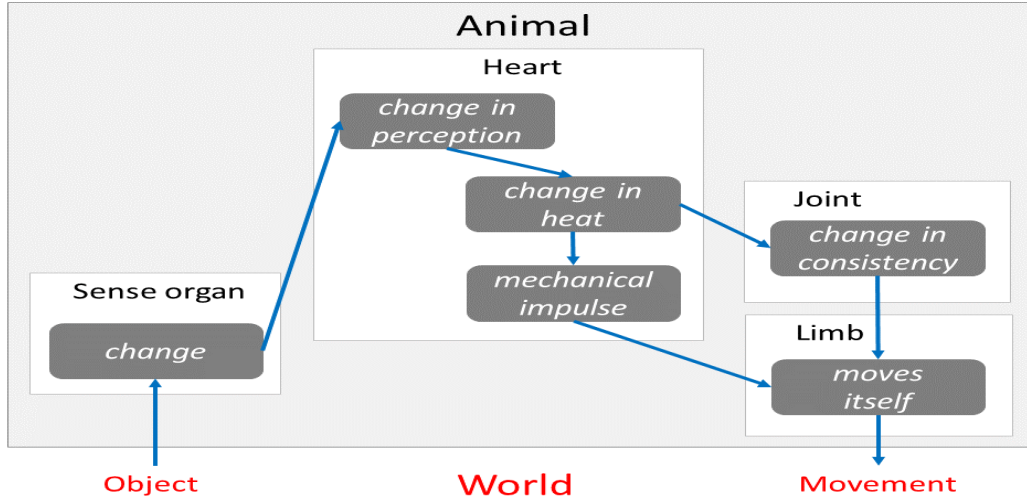 Animal
Heart
change in
perception
change in
heat
mechanical
impulse
Joint
change in
consistency
Sense organ
change
Limb
moves
itself
Object
World
Movement